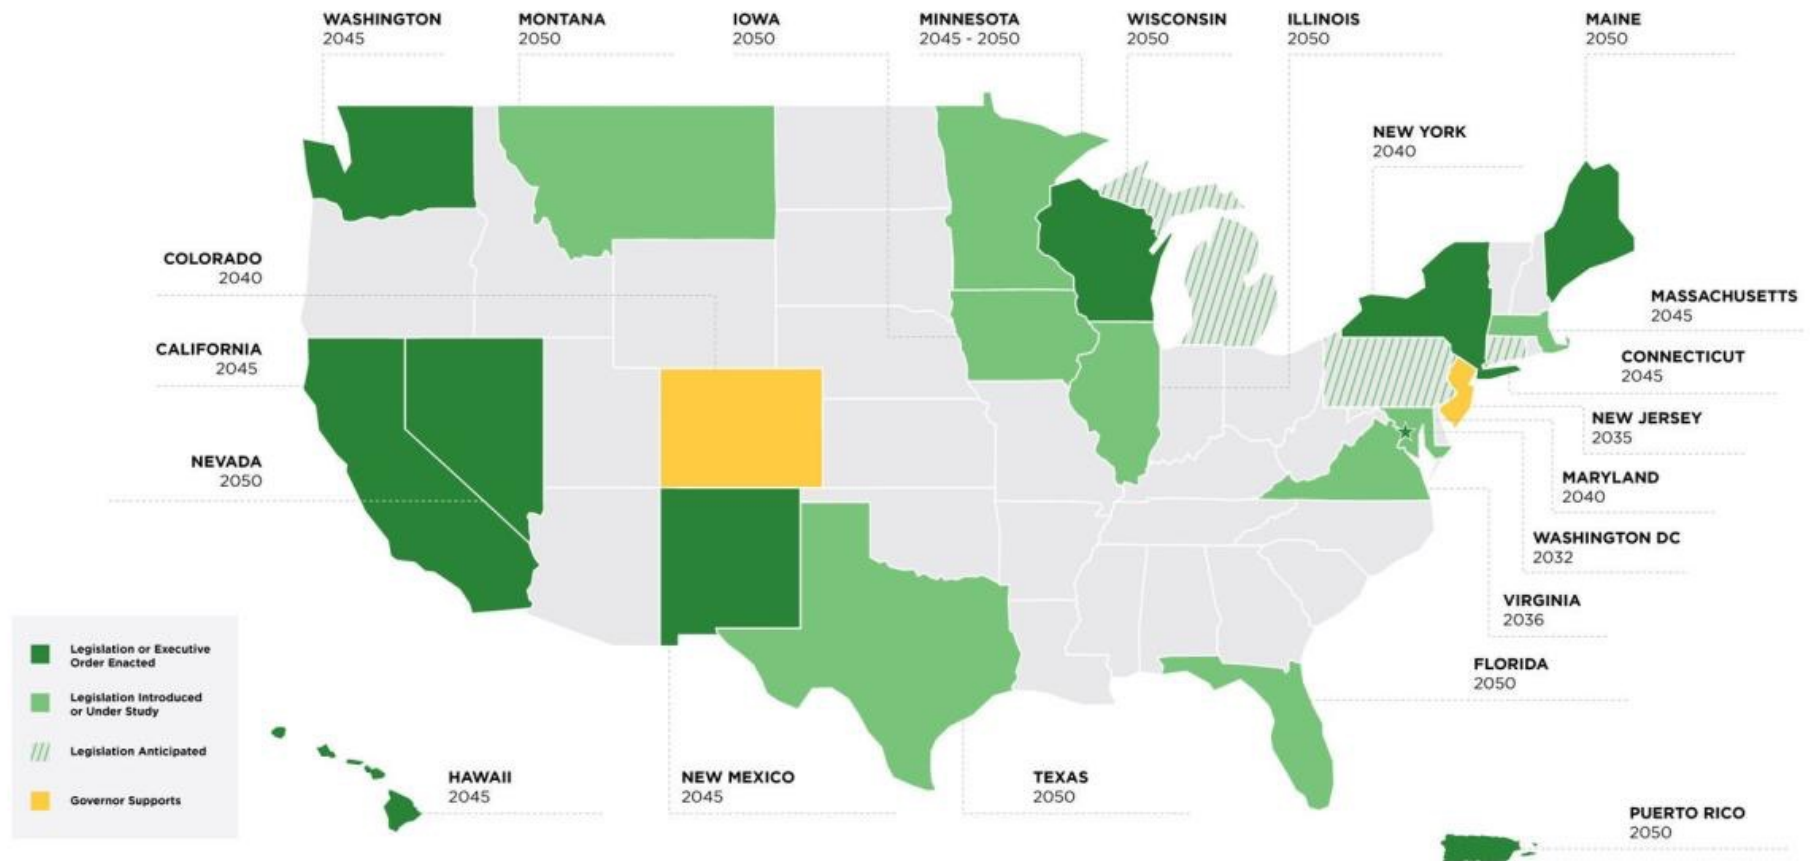 WASHINGTON
2045
MONTANA
2050
IOWA
2050
MINNESOTA
2045 - 2050
WISCONSIN
2050
ILLINOIS
2050
MAINE
2050
NEW YORK
2040
COLORADO
2040
MASSACHUSETTS
2045
CALIFORNIA
2045
CONNECTICUT
2045
NEW JERSEY
2035
NEVADA
2050
MARYLAND
2040
WASHINGTON DC
2032
VIRGINIA
2036
FLORIDA
2050
Legislation or Executive
Order Enacted
Legislation Introduced
or Under Study
Legislation Anticipated
Governor Supports
HAWAII
2045
NEW MEXICO
2045
TEXAS
2050
PUERTO RICO
2050